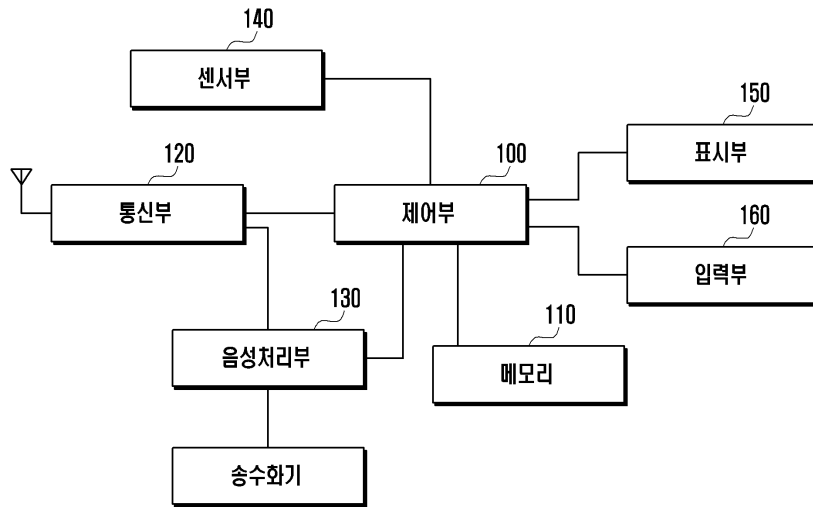 140
센서부
150
표시부
120
통신부
100
제어부
160
입력부
130
음성처리부
110
메모리
송수화기